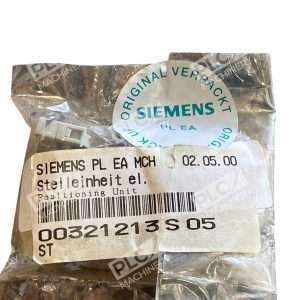 ORIGINAL VERPACKT
SIEMENS
PL EA
SIEMENS PL EA MCH 02.05.00
Stelleinheit el.
Positioning Unit
00321213 S 05
ST